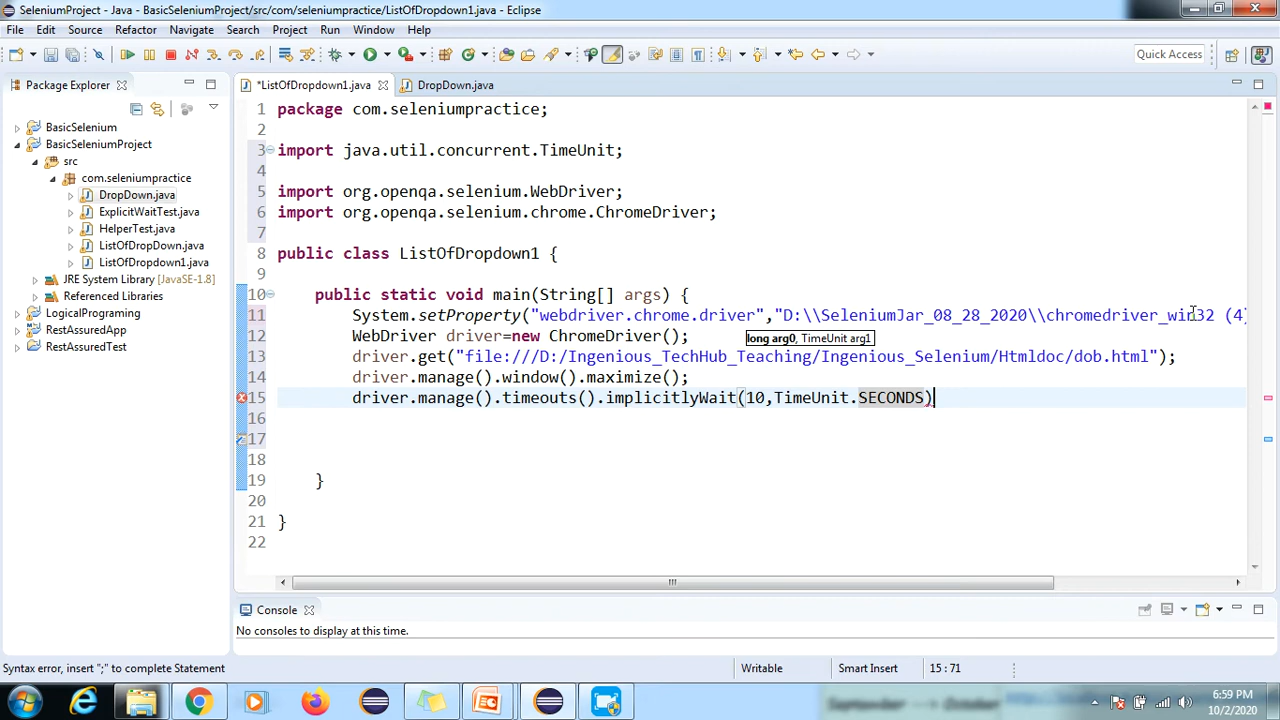 SeleniumProject - Java - BasicSeleniumProject/src/com/seleniumpractice/ListOfDropdown1.java - Eclipse
File Edit Source Refactor Navigate Search Project Run Window Help
Quick Access
Package Explorer
*ListOfDropdown1.java
DropDown.java
BasicSelenium
BasicSeleniumProject
src
com.seleniumpractice
DropDown.java
ExplicitWaitTest.java
HelperTest.java
ListOfDropDown.java
ListOfDropdown1.java
JRE System Library [JavaSE-1.8]
Referenced Libraries
LogicalPrograming
RestAssuredApp
RestAssuredTest
1 package com.seleniumpractice;
2
3 import java.util.concurrent.TimeUnit;
4
5 import org.openqa.selenium.WebDriver;
6 import org.openqa.selenium.chrome.ChromeDriver;
7
8 public class ListOfDropdown1 {
9
10 public static void main(String[] args) {
11 System.setProperty("webdriver.chrome.driver","D:\\SeleniumJar_08_28_2020\\chromedriver_win32 (4)
12 WebDriver driver=new ChromeDriver();
long arg0, TimeUnit arg1
13 driver.get("file:///D:/Ingenious_TechHub_Teaching/Ingenious_Selenium/Htmldoc/dob.html");
14 driver.manage().window().maximize();
15 driver.manage().timeouts().implicitlyWait(10,TimeUnit.SECONDS)
16
17
18
19 }
20
21 }
22
Console
No consoles to display at this time.
Syntax error, insert ";" to complete Statement
Writable
Smart Insert
15 : 71
6:59 PM
10/2/2020